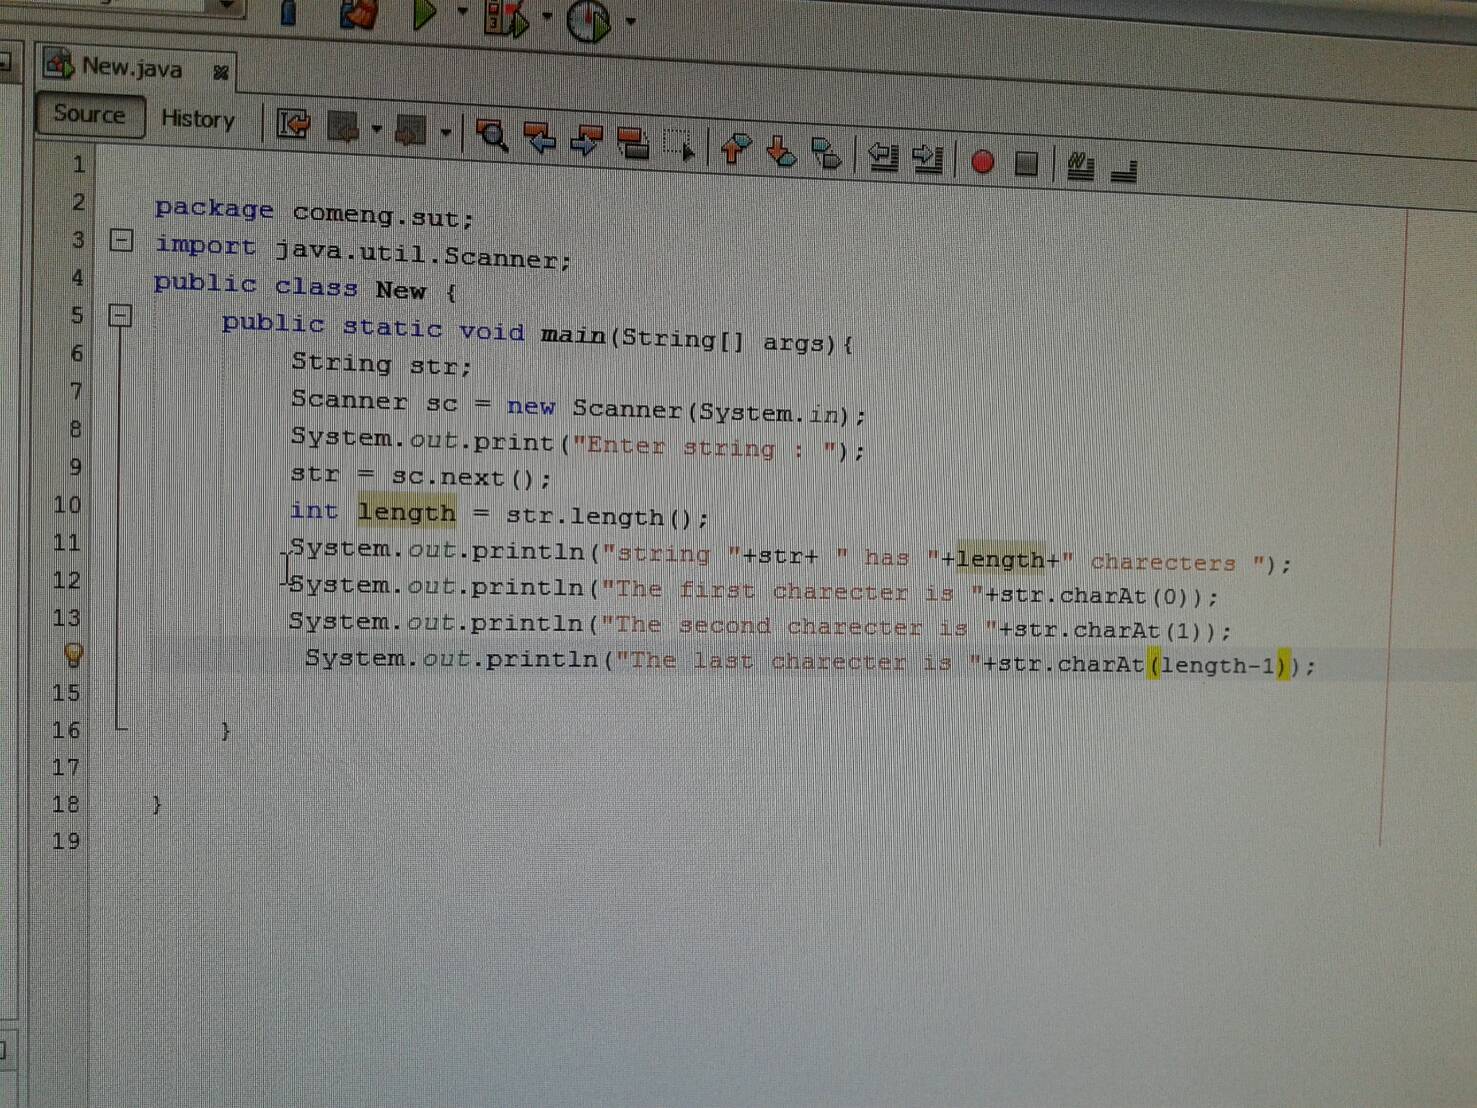 New.java
Source History
1
2 package comeng.sut;
3 import java.util.Scanner;
4 public class New {
5 public static void main(String[] args){
6 String str;
7 Scanner sc = new Scanner(System.in);
8 System.out.print("Enter string : ");
9 str = sc.next();
10 int length = str.length();
11 System.out.println("string "+str+ " has "+length+" charecters ");
12 System.out.println("The first charecter is "+str.charAt(0));
13 System.out.println("The second charecter is "+str.charAt(1));
System.out.println("The last charecter is "+str.charAt(length-1));
15
16 }
17
18 }
19